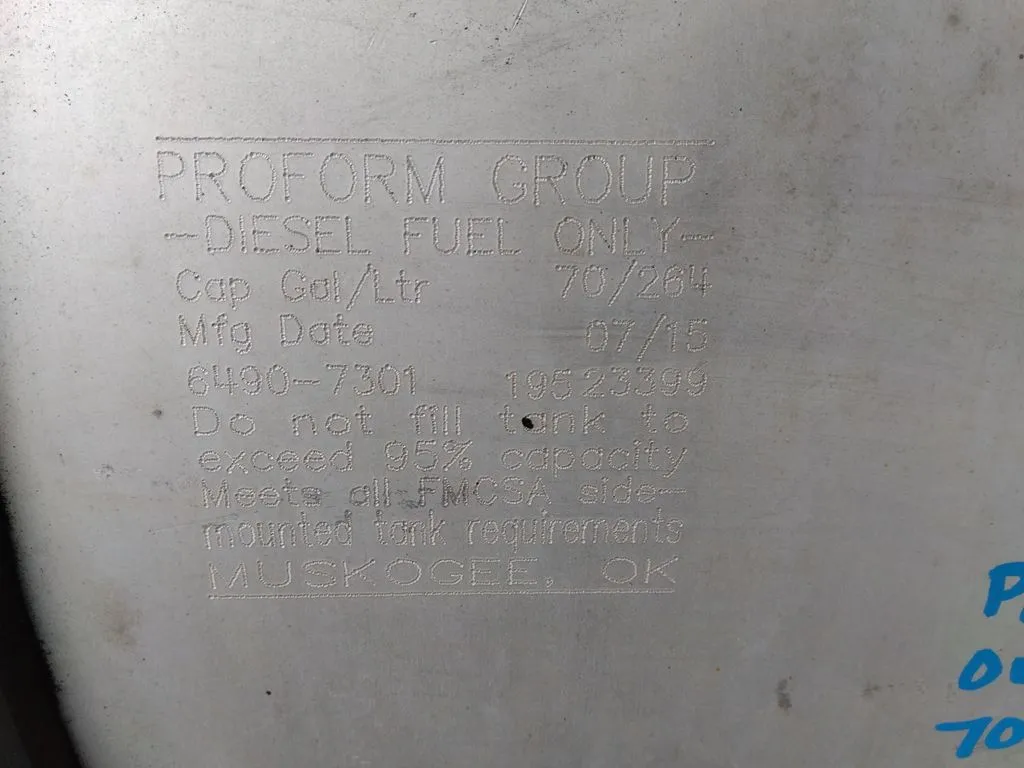 PROFORM GROUP
-DIESEL FUEL ONLY-
Cap Gal/Ltr 70/264
Mfg Date 07/15
6490-7301 19523399
Do not fill tank to
exceed 95% capacity
Meets all FMCSA side-
mounted tank requirements
MUSKOGEE, OK
70